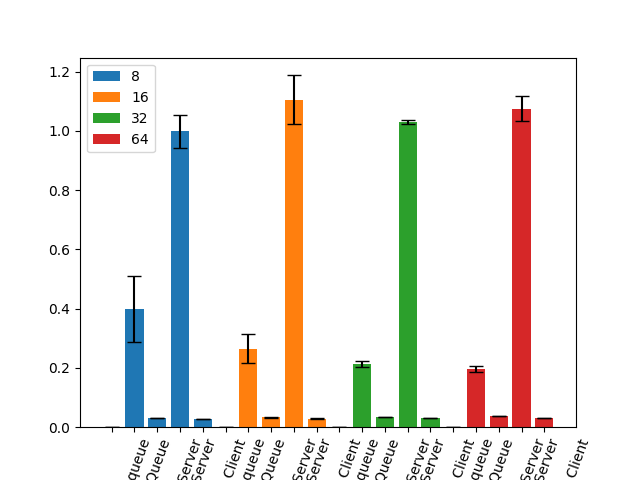 1.2
1.0
0.8
0.6
0.4
0.2
0.0
8
16
32
64
queue
Queue
Server
Server
Client
queue
Queue
Server
Server
Client
queue
Queue
Server
Server
Client
queue
Queue
Server
Server
Client